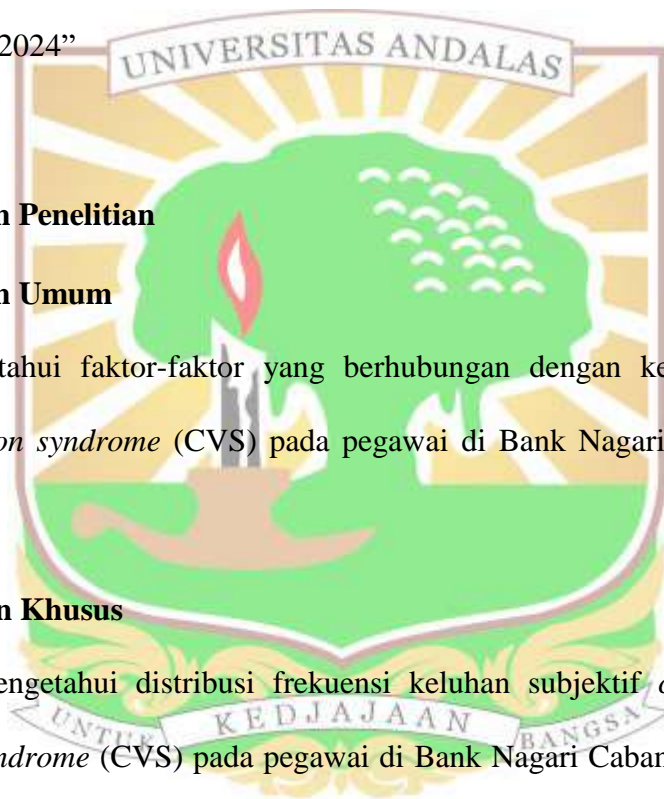 2024”
UNIVERSITAS ANDALAS
n Penelitian
n Umum
tahui faktor-faktor yang berhubungan dengan ke
on syndrome (CVS) pada pegawai di Bank Nagari
n Khusus
engetahui distribusi frekuensi keluhan subjektif c
ndrome (CVS) pada pegawai di Bank Nagari Caban
UNTUK KEDJAJAAN BANGSA